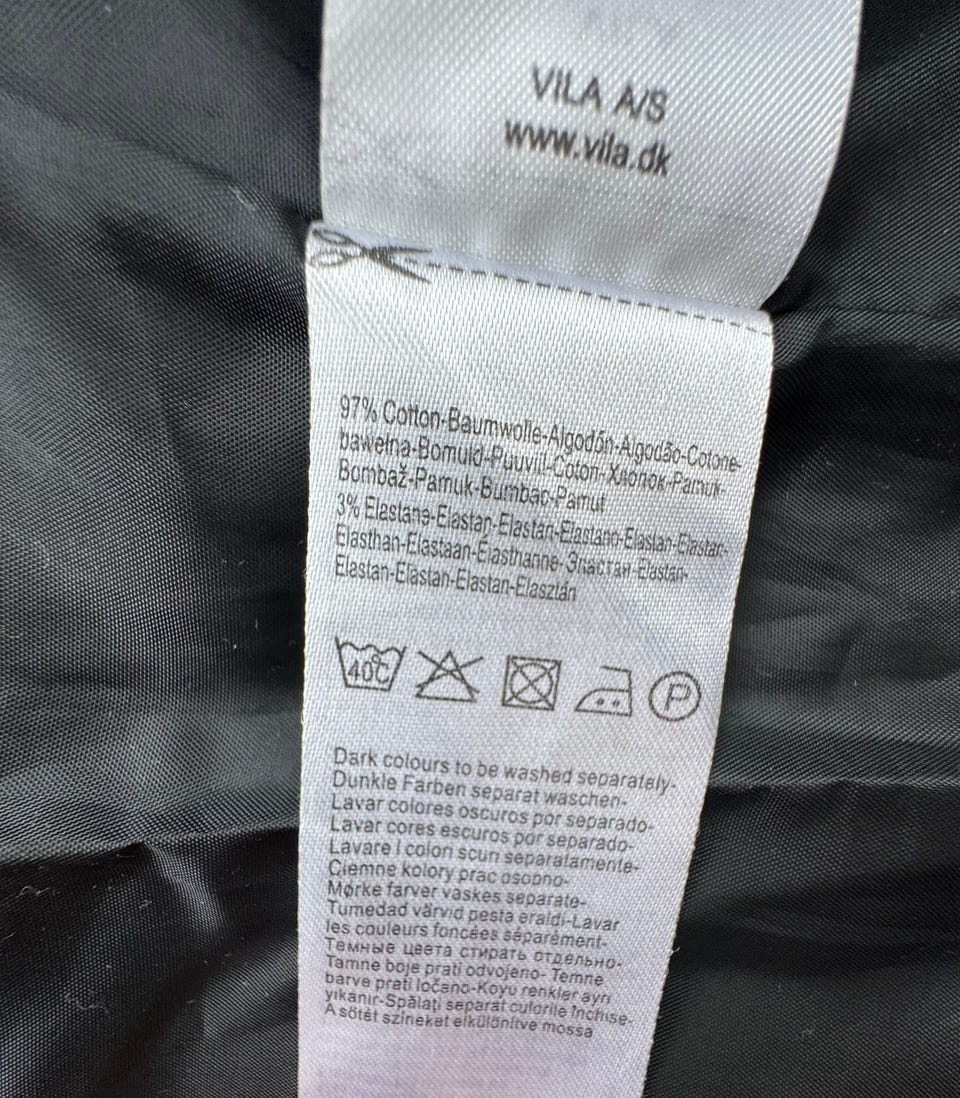 VILA A/S
www.vila.dk
97% Cotton-Baumwolle-Algodón-Algodão-Cotone-
bawełna-Bomuld-Puuvill-Coton-Хлопок-Pamuk-
Bombaž-Pamuk-Bumbac-Pamut
3% Elastane-Elastan-Elastan-Elastano-Elastan-Elastan-
Elasthan-Elastaan-Élasthanne-Эластан-Elastan-
Elastan-Elastan-Elastan-Elasztán
40°C
P
Dark colours to be washed separately-
Dunkle Farben separat waschen-
Lavar colores oscuros por separado-
Lavar cores escuros por separado-
Lavare I colori scuri separatamente-
Ciemne kolory prac osobno-
Mørke farver vaskes separate-
Tumedad värvid pesta eraldi-Lavar
les couleurs foncées séparément-
Темные цвета стирать отдельно-
Tamne boje prati odvojeno- Temne
barve prati ločeno-Koyu renkler ayrı
yıkanır-Spălaţi separat culorile închise-
A sötét színeket elkülönítve mossa